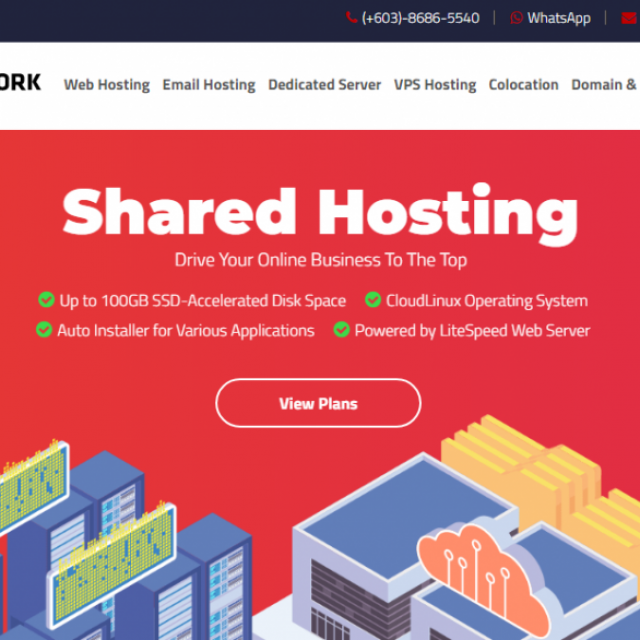 (+603)-8686-5540 | WhatsApp |
ORK Web Hosting Email Hosting Dedicated Server VPS Hosting Colocation Domain &
Shared Hosting
Drive Your Online Business To The Top
Up to 100GB SSD-Accelerated Disk Space CloudLinux Operating System
Auto Installer for Various Applications Powered by LiteSpeed Web Server
View Plans